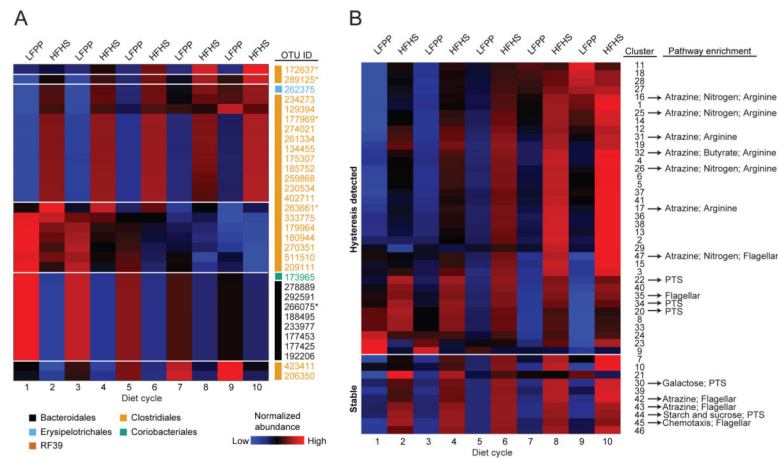 A
LFPP HFHS LFPP HFHS LFPP HFHS LFPP HFHS LFPP HFHS
OTU ID
172637*
289125*
262375
234273
129394
177969*
274021
261334
134455
175307
185752
259868
230534
402711
263661*
333775
179964
180944
270351
511510
209111
173965
278889
292591
266075*
188495
233977
177453
177425
192206
423411
206350
1 2 3 4 5 6 7 8 9 10
Diet cycle
Bacteroidales
Clostridiales
Erysipelotrichales
Coriobacteriales
RF39
Normalized
abundance
Low High
B
LFPP HFHS LFPP HFHS LFPP HFHS LFPP HFHS LFPP HFHS
Cluster Pathway enrichment
Hysteresis detected
11
18
28
27
16 Atrazine; Nitrogen; Arginine
1
25 Atrazine; Nitrogen; Arginine
14
12
31 Atrazine; Arginine
19
32 Atrazine; Butyrate; Arginine
4
26 Atrazine; Nitrogen; Arginine
6
5
37
41
17 Atrazine; Arginine
36
38
13
2
29
47 Atrazine; Nitrogen; Flagellar
15
3
22 PTS
40
35 Flagellar
34 PTS
20 PTS
8
33
24
23
9
Stable
7
10
21
30 Galactose; PTS
39
42 Atrazine; Flagellar
43 Atrazine; Flagellar
44 Starch and sucrose; PTS
45 Chemotaxis; Flagellar
46
1 2 3 4 5 6 7 8 9 10
Diet cycle